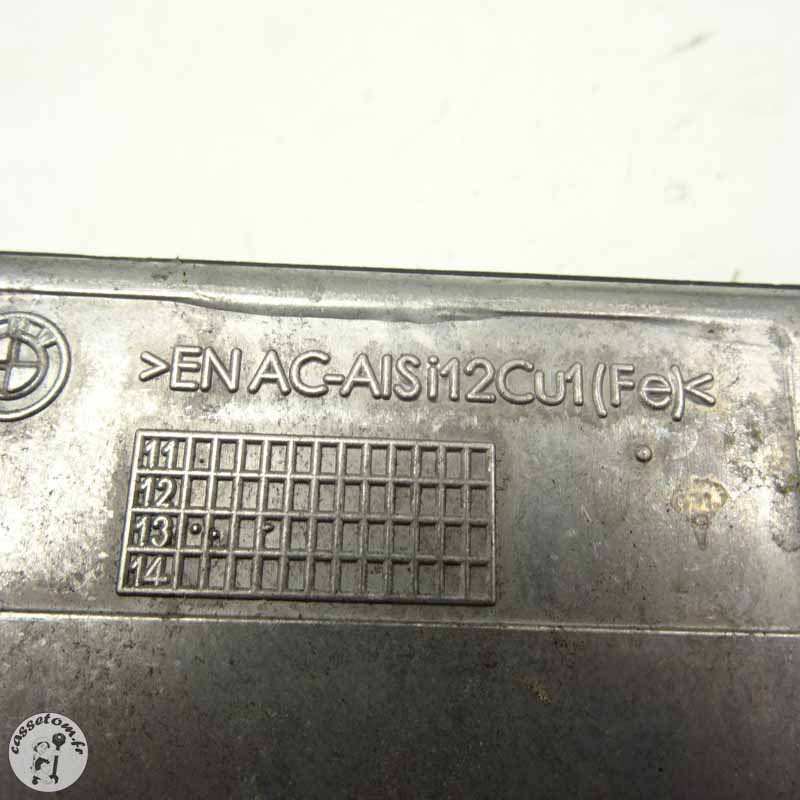 >EN AC-AlSi12Cu1(Fe)<
11
12
13
14
cassetom.fr